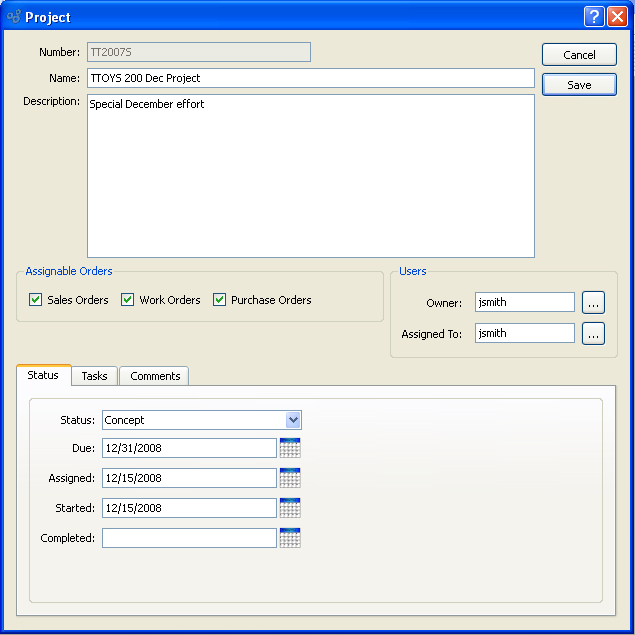 Project
?
Number: TT2007S
Cancel
Name: TTOYS 200 Dec Project
Save
Description: Special December effort
Assignable Orders
Sales Orders Work Orders Purchase Orders
Users
Owner: jsmith ...
Assigned To: jsmith ...
Status Tasks Comments
Status: Concept
Due: 12/31/2008
Assigned: 12/15/2008
Started: 12/15/2008
Completed: